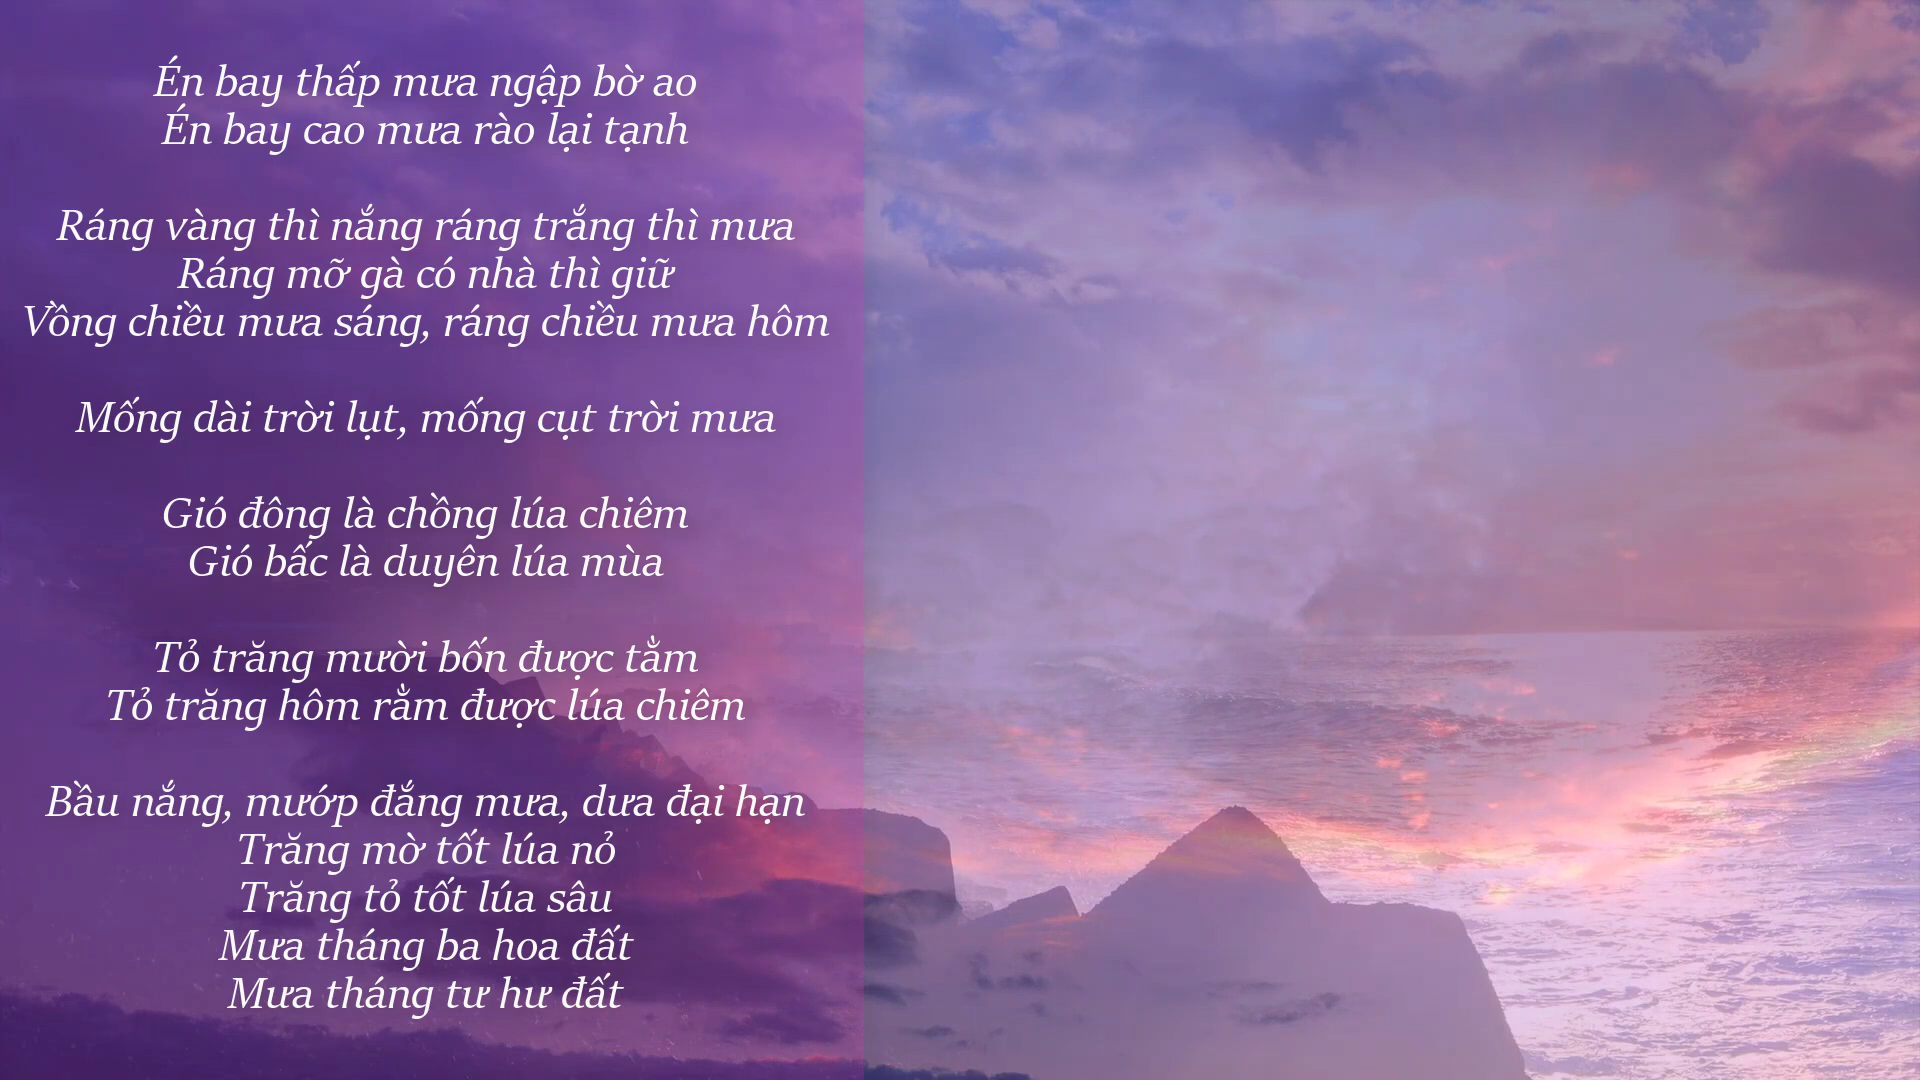 Én bay thấp mưa ngập bờ ao
Én bay cao mưa rào lại tạnh
Ráng vàng thì nắng ráng trắng thì mưa
Ráng mỡ gà có nhà thì giữ
Vồng chiều mưa sáng, ráng chiều mưa hôm
Mống dài trời lụt, mống cụt trời mưa
Gió đông là chồng lúa chiêm
Gió bấc là duyên lúa mùa
Tỏ trăng mười bốn được tằm
Tỏ trăng hôm rằm được lúa chiêm
Bầu nắng, mướp đắng mưa, dưa đại hạn
Trăng mờ tốt lúa nỏ
Trăng tỏ tốt lúa sâu
Mưa tháng ba hoa đất
Mưa tháng tư hư đất